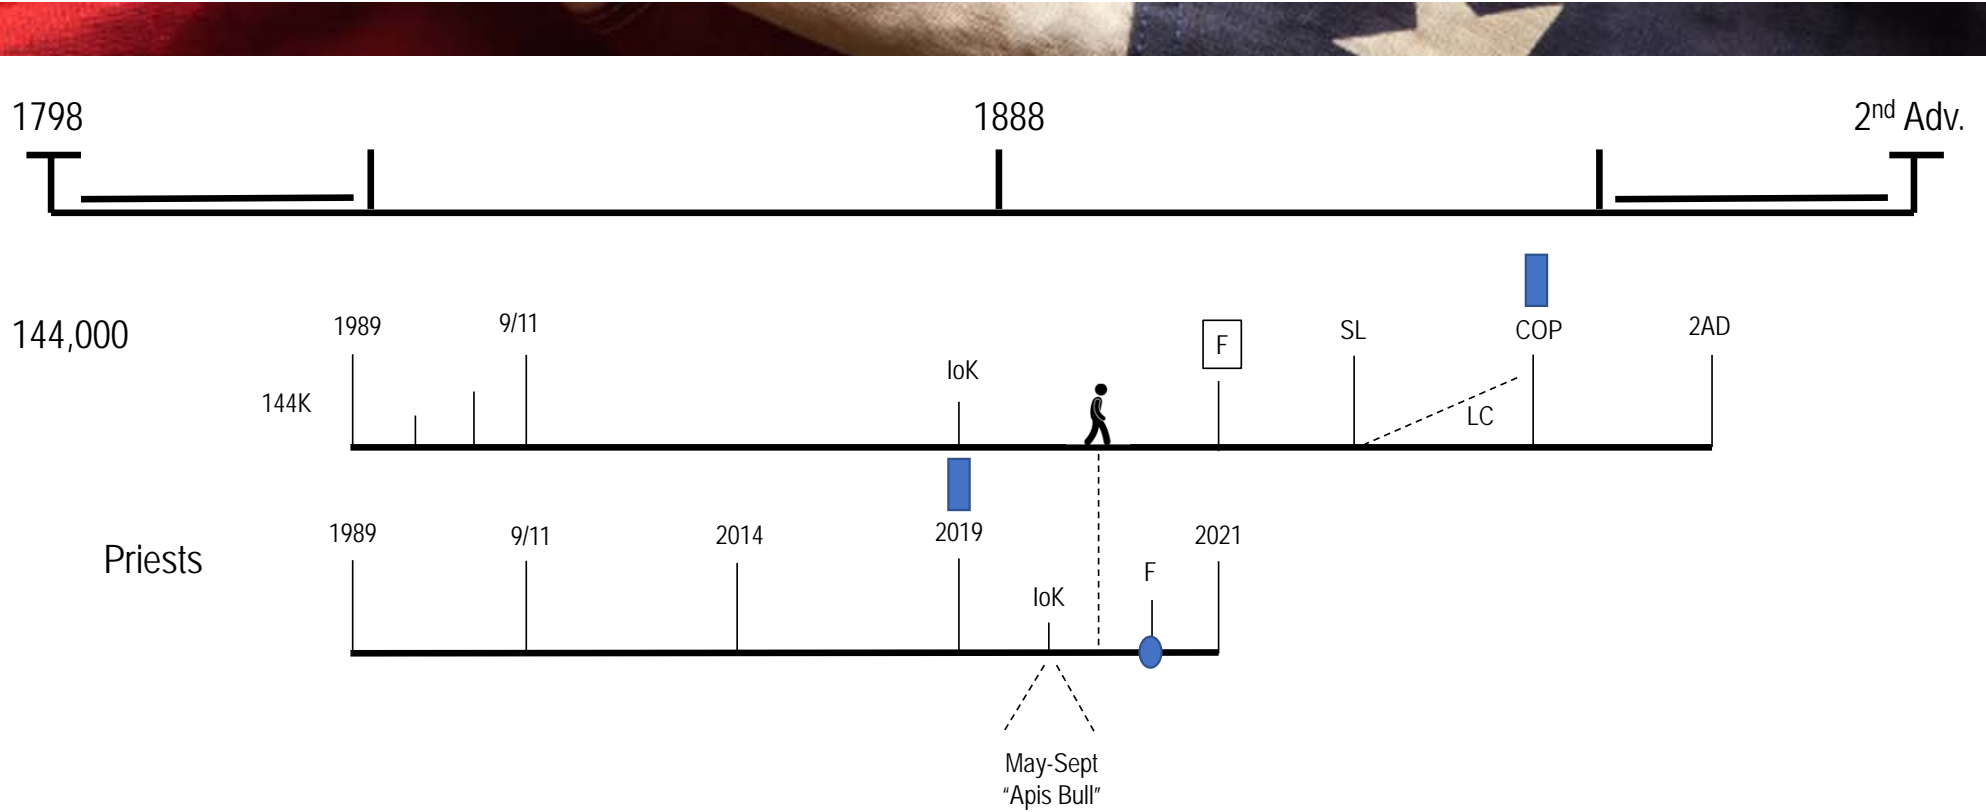 1798
1888
2nd Adv.
144,000
1989
9/11
F
SL
COP
2AD
IoK
144K
LC
Priests
1989
9/11
2014
2019
2021
F
IoK
May-Sept
“Apis Bull”